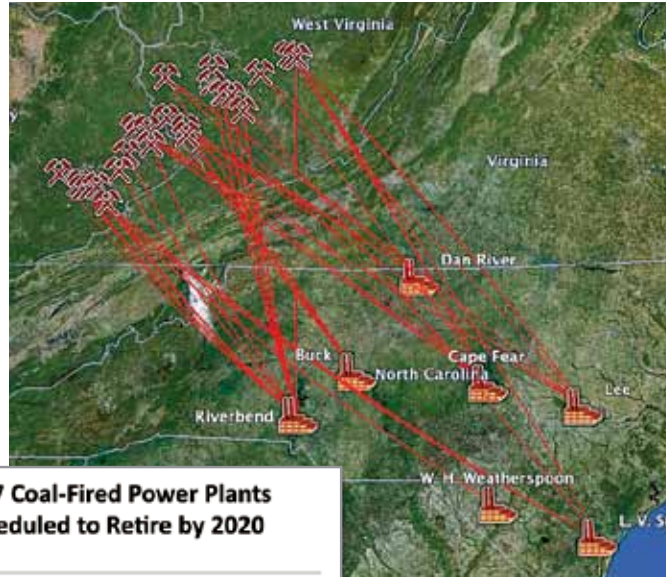 West Virginia
Virginia
Dan River
Buck
Cape Fear
North Carolina
Lee
Riverbend
W. H. Weatherspoon
L. V. S
7 Coal-Fired Power Plants
eduled to Retire by 2020